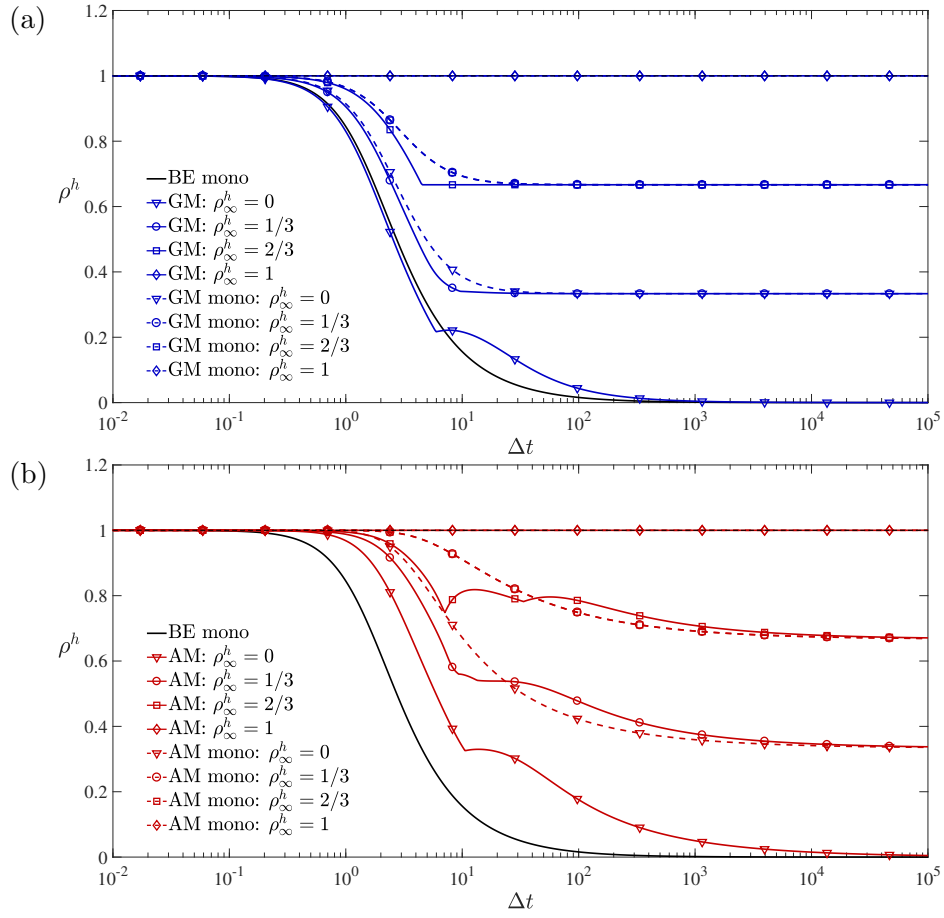 (a)
1.2
1
0.8
0.6
0.4
0.2
0
ρ^h
BE mono
GM: ρ^h_∞ = 0
GM: ρ^h_∞ = 1/3
GM: ρ^h_∞ = 2/3
GM: ρ^h_∞ = 1
GM mono: ρ^h_∞ = 0
GM mono: ρ^h_∞ = 1/3
GM mono: ρ^h_∞ = 2/3
GM mono: ρ^h_∞ = 1
10^-2 10^-1 10^0 10^1 10^2 10^3 10^4 10^5
Δt
(b)
1.2
1
0.8
0.6
0.4
0.2
0
ρ^h
BE mono
AM: ρ^h_∞ = 0
AM: ρ^h_∞ = 1/3
AM: ρ^h_∞ = 2/3
AM: ρ^h_∞ = 1
AM mono: ρ^h_∞ = 0
AM mono: ρ^h_∞ = 1/3
AM mono: ρ^h_∞ = 2/3
AM mono: ρ^h_∞ = 1
10^-2 10^-1 10^0 10^1 10^2 10^3 10^4 10^5
Δt